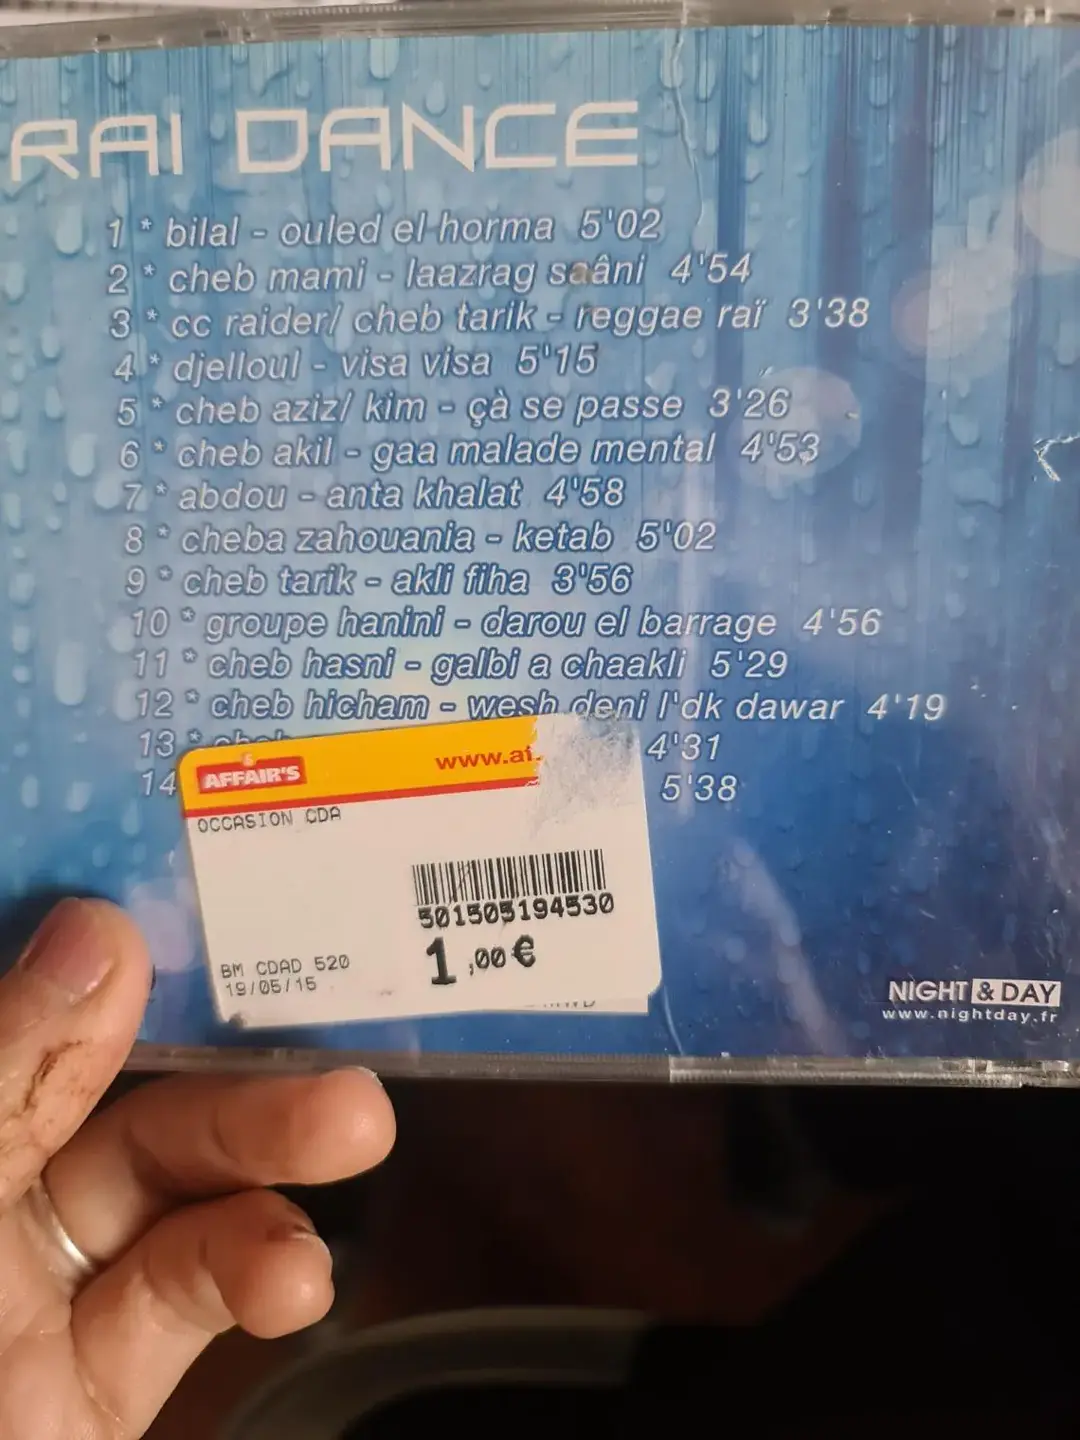 RAI DANCE
1 * bilal - ouled el horma 5'02
2 * cheb mami - laazrag saâni 4'54
3 * cc raider/ cheb tarik - reggae raï 3'38
4 * djelloul - visa visa 5'15
5 * cheb aziz/ kim - çà se passe 3'26
6 * cheb akil - gaa malade mental 4'53
7 * abdou - anta khalat 4'58
8 * cheba zahouania - ketab 5'02
9 * cheb tarik - akli fiha 3'56
10 * groupe hanini - darou el barrage 4'56
11 * cheb hasni - galbi a chaakli 5'29
12 * cheb hicham - wesh deni l'dk dawar 4'19
13 * cheb 4'31
14 5'38
AFFAIR'S www.af
OCCASION CDA
501505194530
1,00€
BM CDAD 520
19/05/15
NIGHT & DAY
www.nightday.fr